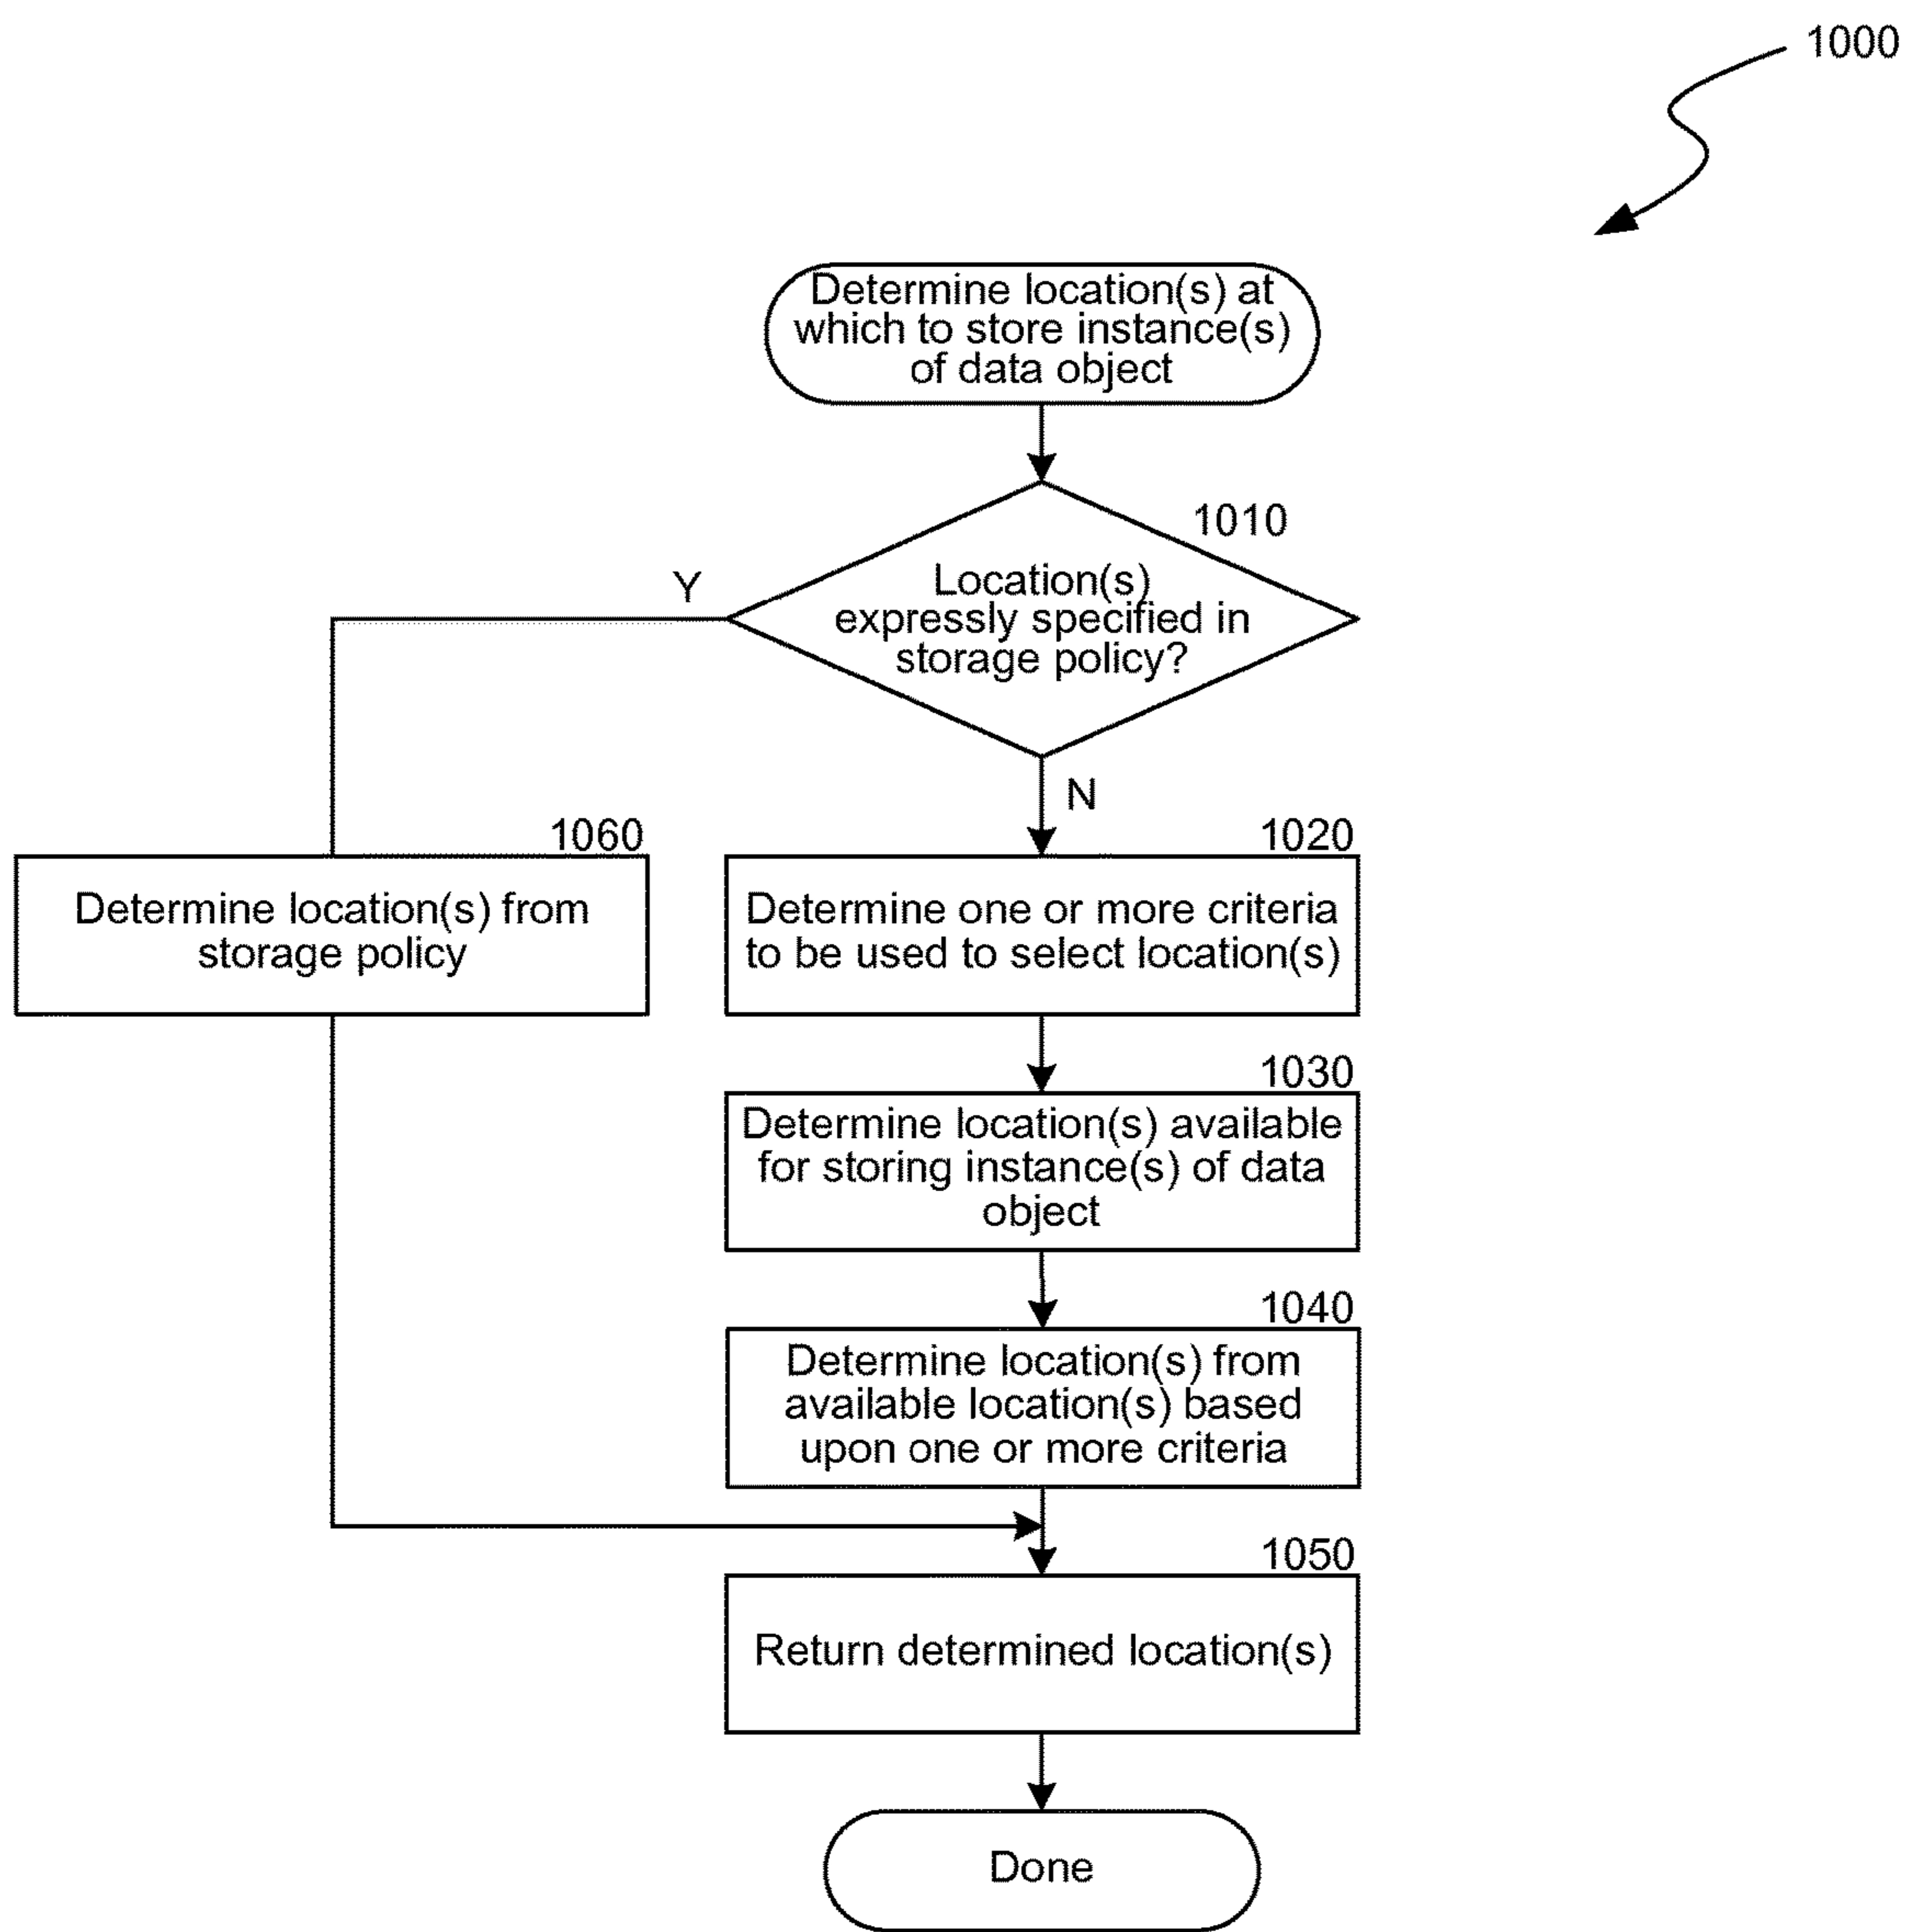 1000
Determine location(s) at
which to store instance(s)
of data object
1010
Location(s)
expressly specified in
storage policy?
Y
N
1060
Determine location(s) from
storage policy
1020
Determine one or more criteria
to be used to select location(s)
1030
Determine location(s) available
for storing instance(s) of data
object
1040
Determine location(s) from
available location(s) based
upon one or more criteria
1050
Return determined location(s)
Done